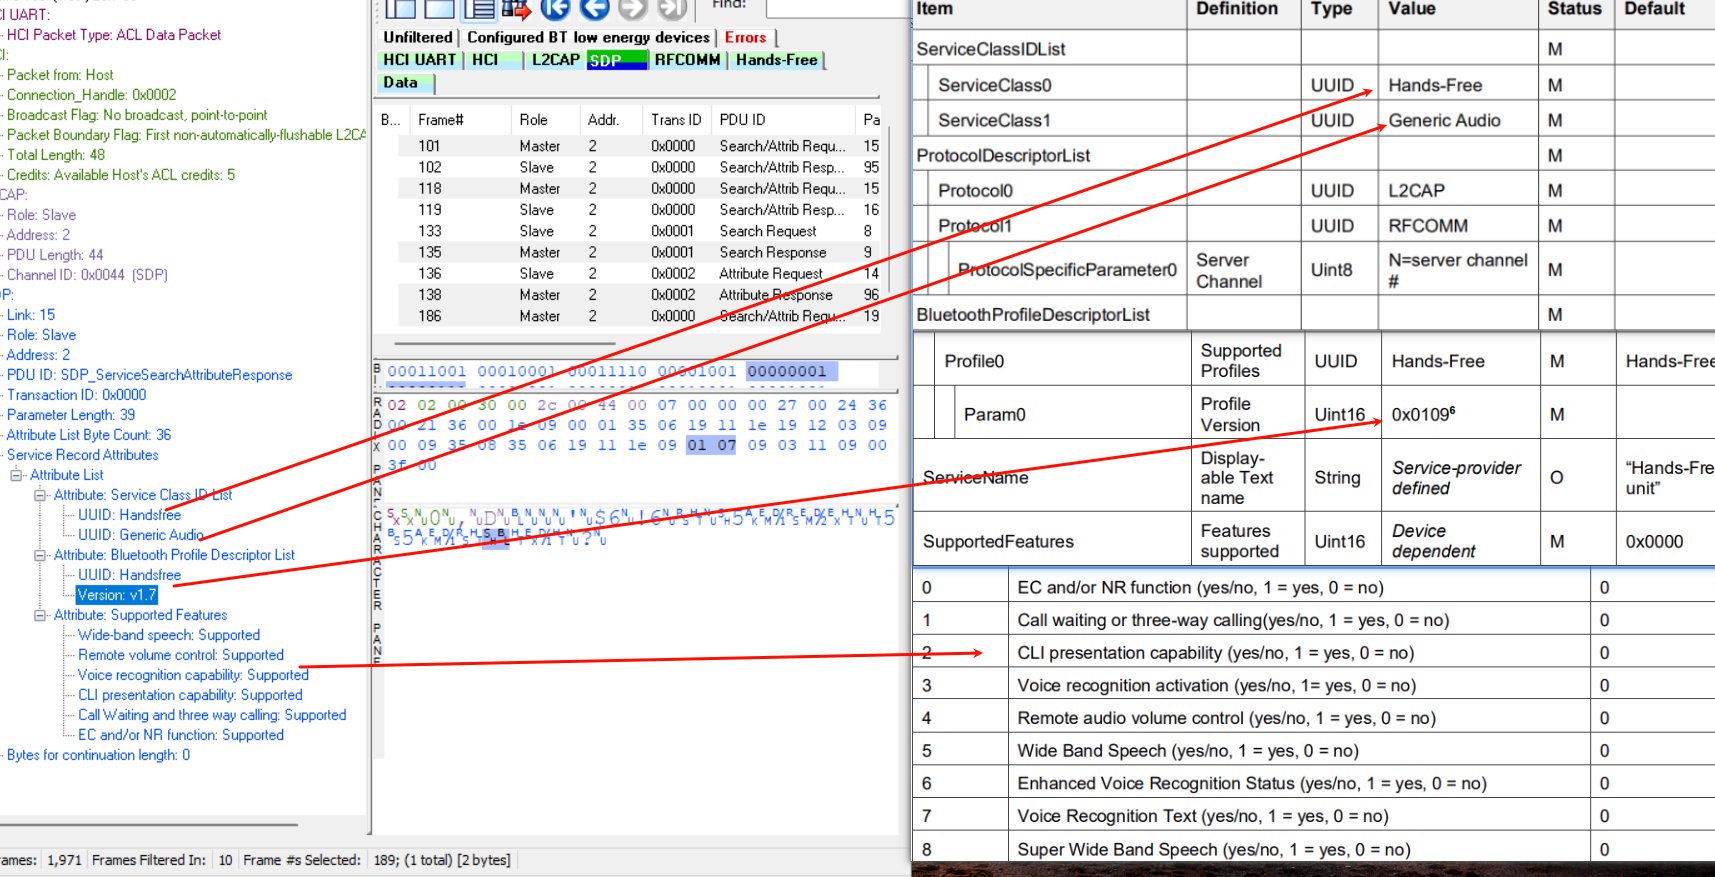 CI UART:
HCI Packet Type: ACL Data Packet
CI:
Packet from: Host
Connection_Handle: 0x0002
Broadcast Flag: No broadcast, point-to-point
Packet Boundary Flag: First non-automatically-flushable L2CA
Total Length: 48
Credits: Available Host's ACL credits: 5
CAP:
Role: Slave
Address: 2
PDU Length: 44
Channel ID: 0x0044 (SDP)
P:
Link: 15
Role: Slave
Address: 2
PDU ID: SDP_ServiceSearchAttributeResponse
Transaction ID: 0x0000
Parameter Length: 39
Attribute List Byte Count: 36
Service Record Attributes
Attribute List
Attribute: Service Class ID List
UUID: Handsfree
UUID: Generic Audio
Attribute: Bluetooth Profile Descriptor List
UUID: Handsfree
Version: v1.7
Attribute: Supported Features
Wide-band speech: Supported
Remote volume control: Supported
Voice recognition capability: Supported
CLI presentation capability: Supported
Call Waiting and three way calling: Supported
EC and/or NR function: Supported
Bytes for continuation length: 0
ames: 1,971 Frames Filtered In: 10 Frame #s Selected: 189; (1 total) [2 bytes]
Find:
Unfiltered Configured BT low energy devices Errors
HCI UART HCI L2CAP SDP RFCOMM Hands-Free
Data
B... Frame# Role Addr. Trans ID PDU ID Pa
101 Master 2 0x0000 Search/Attrib Requ... 15
102 Slave 2 0x0000 Search/Attrib Resp... 95
118 Master 2 0x0000 Search/Attrib Requ... 15
119 Slave 2 0x0000 Search/Attrib Resp... 16
133 Slave 2 0x0001 Search Request 8
135 Master 2 0x0001 Search Response 9
136 Slave 2 0x0002 Attribute Request 14
138 Master 2 0x0002 Attribute Response 96
186 Master 2 0x0000 Search/Attrib Requ... 19
00011001 00010001 00011110 00001001 00000001
RADIX PANE
02 02 00 30 00 2c 00 44 00 07 00 00 00 27 00 24 36
00 21 36 00 1e 09 00 01 35 06 19 11 1e 19 12 03 09
00 09 35 08 35 06 19 11 1e 09 01 07 09 03 11 09 00
3f 00
CHARACTER PANE
Item Definition Type Value Status Default
ServiceClassIDList M
ServiceClass0 UUID Hands-Free M
ServiceClass1 UUID Generic Audio M
ProtocolDescriptorList M
Protocol0 UUID L2CAP M
Protocol1 UUID RFCOMM M
ProtocolSpecificParameter0 Server Channel Uint8 N=server channel # M
BluetoothProfileDescriptorList M
Profile0 Supported Profiles UUID Hands-Free M Hands-Free
Param0 Profile Version Uint16 0x0109⁶ M
ServiceName Display-able Text name String Service-provider defined O “Hands-Fre unit”
SupportedFeatures Features supported Uint16 Device dependent M 0x0000
0 EC and/or NR function (yes/no, 1 = yes, 0 = no) 0
1 Call waiting or three-way calling(yes/no, 1 = yes, 0 = no) 0
2 CLI presentation capability (yes/no, 1 = yes, 0 = no) 0
3 Voice recognition activation (yes/no, 1= yes, 0 = no) 0
4 Remote audio volume control (yes/no, 1 = yes, 0 = no) 0
5 Wide Band Speech (yes/no, 1 = yes, 0 = no) 0
6 Enhanced Voice Recognition Status (yes/no, 1 = yes, 0 = no) 0
7 Voice Recognition Text (yes/no, 1 = yes, 0 = no) 0
8 Super Wide Band Speech (yes/no, 1 = yes, 0 = no) 0